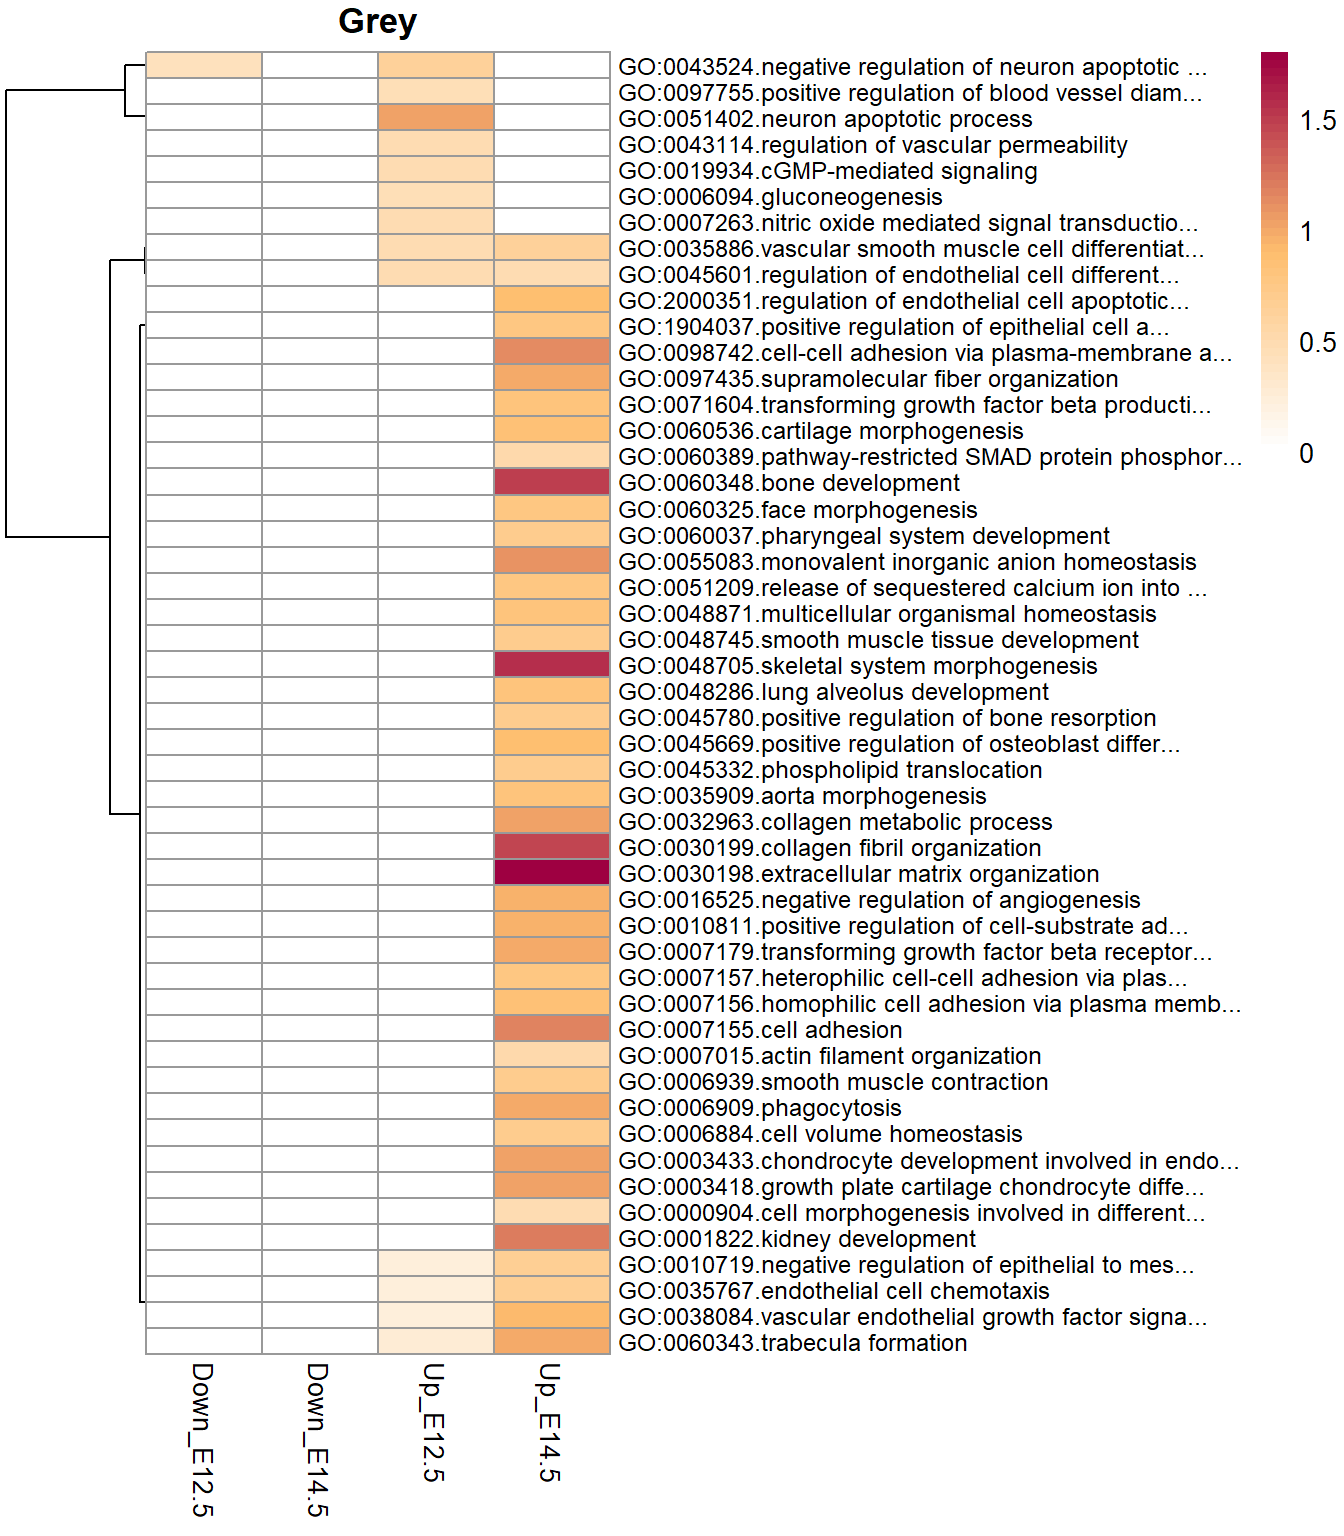 Grey
GO:0043524.negative regulation of neuron apoptotic ...
GO:0097755.positive regulation of blood vessel diam...
GO:0051402.neuron apoptotic process
GO:0043114.regulation of vascular permeability
GO:0019934.cGMP-mediated signaling
GO:0006094.gluconeogenesis
GO:0007263.nitric oxide mediated signal transductio...
GO:0035886.vascular smooth muscle cell differentiat...
GO:0045601.regulation of endothelial cell different...
GO:2000351.regulation of endothelial cell apoptotic...
GO:1904037.positive regulation of epithelial cell a...
GO:0098742.cell-cell adhesion via plasma-membrane a...
GO:0097435.supramolecular fiber organization
GO:0071604.transforming growth factor beta producti...
GO:0060536.cartilage morphogenesis
GO:0060389.pathway-restricted SMAD protein phosphor...
GO:0060348.bone development
GO:0060325.face morphogenesis
GO:0060037.pharyngeal system development
GO:0055083.monovalent inorganic anion homeostasis
GO:0051209.release of sequestered calcium ion into ...
GO:0048871.multicellular organismal homeostasis
GO:0048745.smooth muscle tissue development
GO:0048705.skeletal system morphogenesis
GO:0048286.lung alveolus development
GO:0045780.positive regulation of bone resorption
GO:0045669.positive regulation of osteoblast differ...
GO:0045332.phospholipid translocation
GO:0035909.aorta morphogenesis
GO:0032963.collagen metabolic process
GO:0030199.collagen fibril organization
GO:0030198.extracellular matrix organization
GO:0016525.negative regulation of angiogenesis
GO:0010811.positive regulation of cell-substrate ad...
GO:0007179.transforming growth factor beta receptor...
GO:0007157.heterophilic cell-cell adhesion via plas...
GO:0007156.homophilic cell adhesion via plasma memb...
GO:0007155.cell adhesion
GO:0007015.actin filament organization
GO:0006939.smooth muscle contraction
GO:0006909.phagocytosis
GO:0006884.cell volume homeostasis
GO:0003433.chondrocyte development involved in endo...
GO:0003418.growth plate cartilage chondrocyte diffe...
GO:0000904.cell morphogenesis involved in different...
GO:0001822.kidney development
GO:0010719.negative regulation of epithelial to mes...
GO:0035767.endothelial cell chemotaxis
GO:0038084.vascular endothelial growth factor signa...
GO:0060343.trabecula formation
1.5
1
0.5
0
Down_E12.5
Down_E14.5
Up_E12.5
Up_E14.5